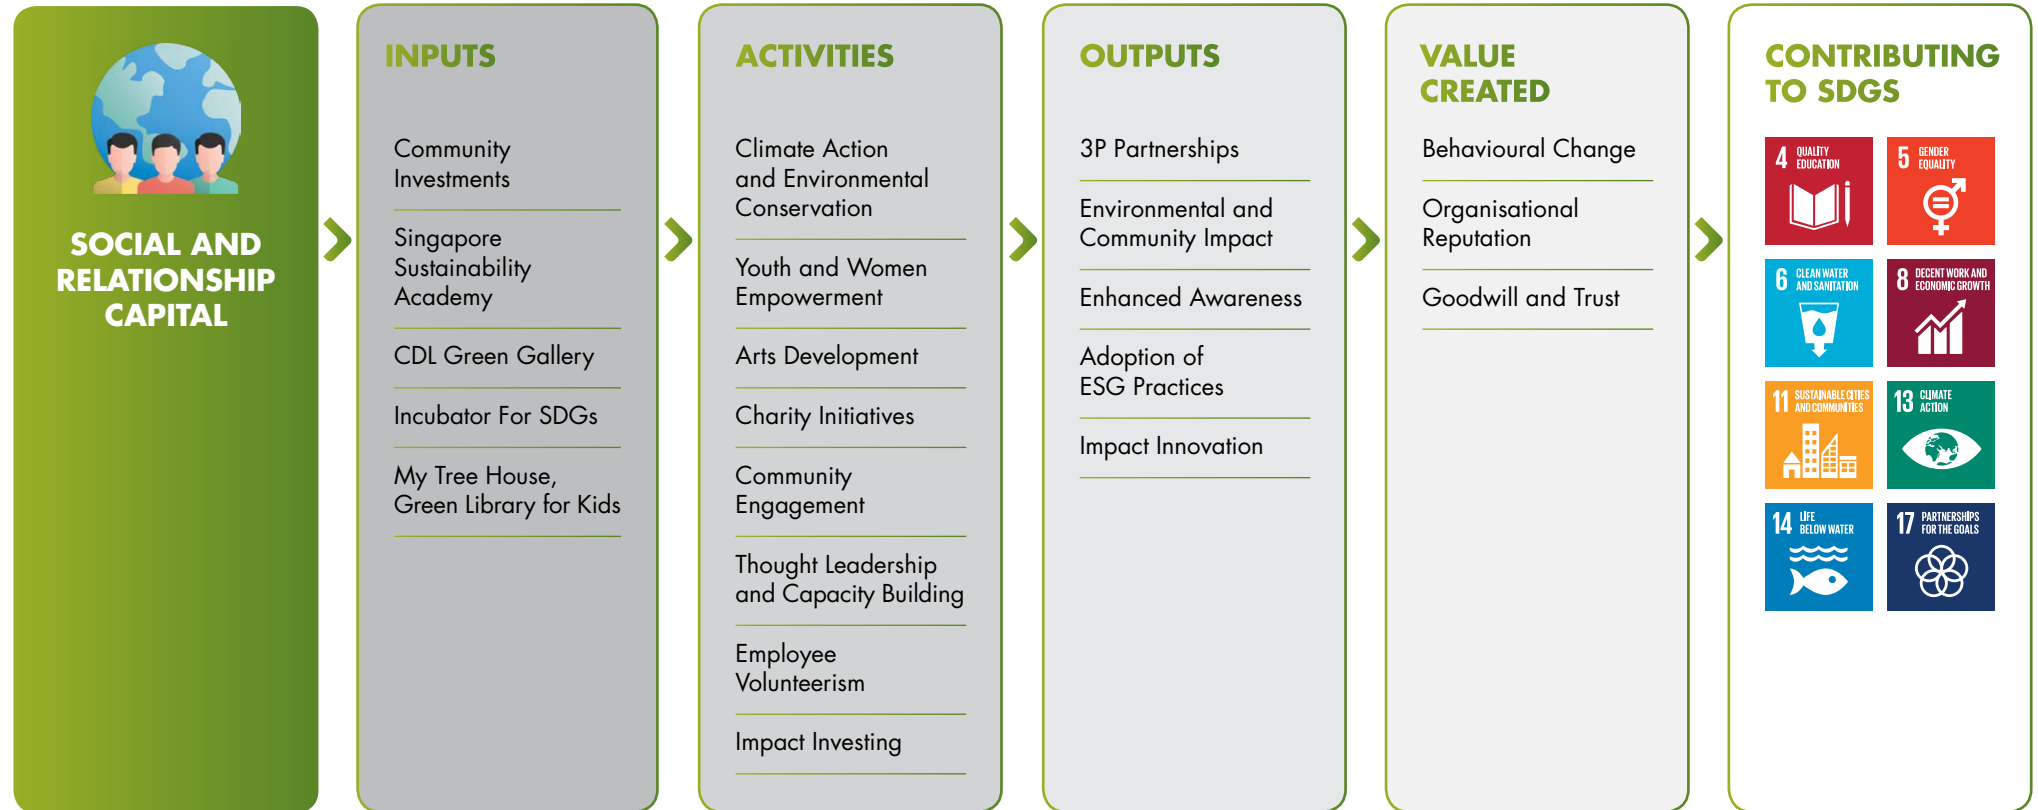 SOCIAL AND
RELATIONSHIP
CAPITAL
INPUTS
Community
Investments
Singapore
Sustainability
Academy
CDL Green Gallery
Incubator For SDGs
My Tree House,
Green Library for Kids
ACTIVITIES
Climate Action
and Environmental
Conservation
Youth and Women
Empowerment
Arts Development
Charity Initiatives
Community
Engagement
Thought Leadership
and Capacity Building
Employee
Volunteerism
Impact Investing
OUTPUTS
3P Partnerships
Environmental and
Community Impact
Enhanced Awareness
Adoption of
ESG Practices
Impact Innovation
VALUE
CREATED
Behavioural Change
Organisational
Reputation
Goodwill and Trust
CONTRIBUTING
TO SDGS
4 QUALITY
EDUCATION
5 GENDER
EQUALITY
6 CLEAN WATER
AND SANITATION
8 DECENT WORK AND
ECONOMIC GROWTH
11 SUSTAINABLE CITIES
AND COMMUNITIES
13 CLIMATE
ACTION
14 LIFE
BELOW WATER
17 PARTNERSHIPS
FOR THE GOALS